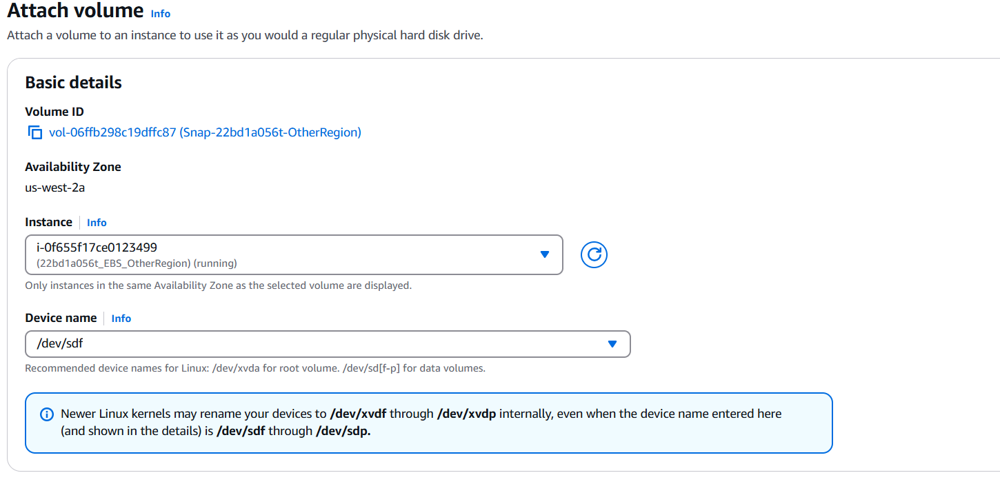 Attach volume Info
Attach a volume to an instance to use it as you would a regular physical hard disk drive.
Basic details
Volume ID
vol-06ffb298c19dffc87 (Snap-22bd1a056t-OtherRegion)
Availability Zone
us-west-2a
Instance Info
i-0f655f17ce0123499
(22bd1a056t_EBS_OtherRegion) (running)
Only instances in the same Availability Zone as the selected volume are displayed.
Device name Info
/dev/sdf
Recommended device names for Linux: /dev/xvda for root volume. /dev/sd[f-p] for data volumes.
Newer Linux kernels may rename your devices to /dev/xvdf through /dev/xvdp internally, even when the device name entered here
(and shown in the details) is /dev/sdf through /dev/sdp.